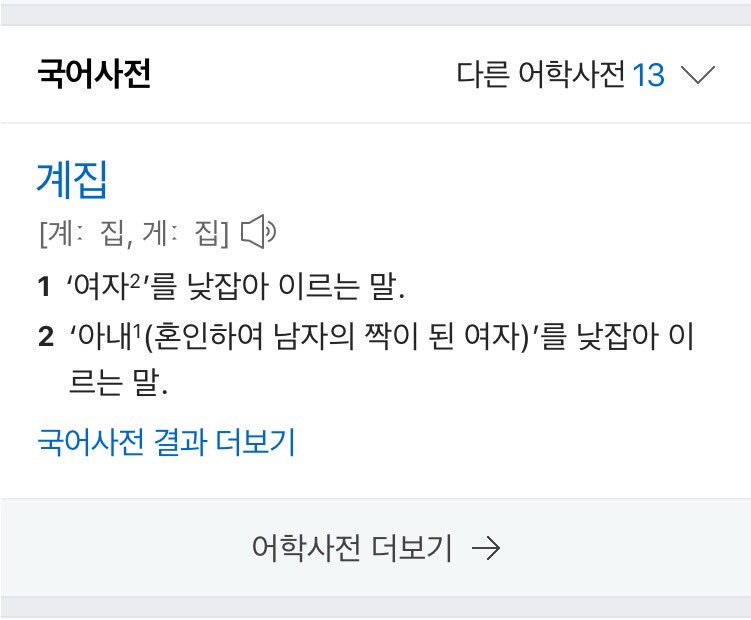 국어사전
다른 어학사전 13
계집
[계ː 집, 게ː 집]
1 ‘여자²’를 낮잡아 이르는 말.
2 ‘아내¹(혼인하여 남자의 짝이 된 여자)’를 낮잡아 이
르는 말.
국어사전 결과 더보기
어학사전 더보기 →